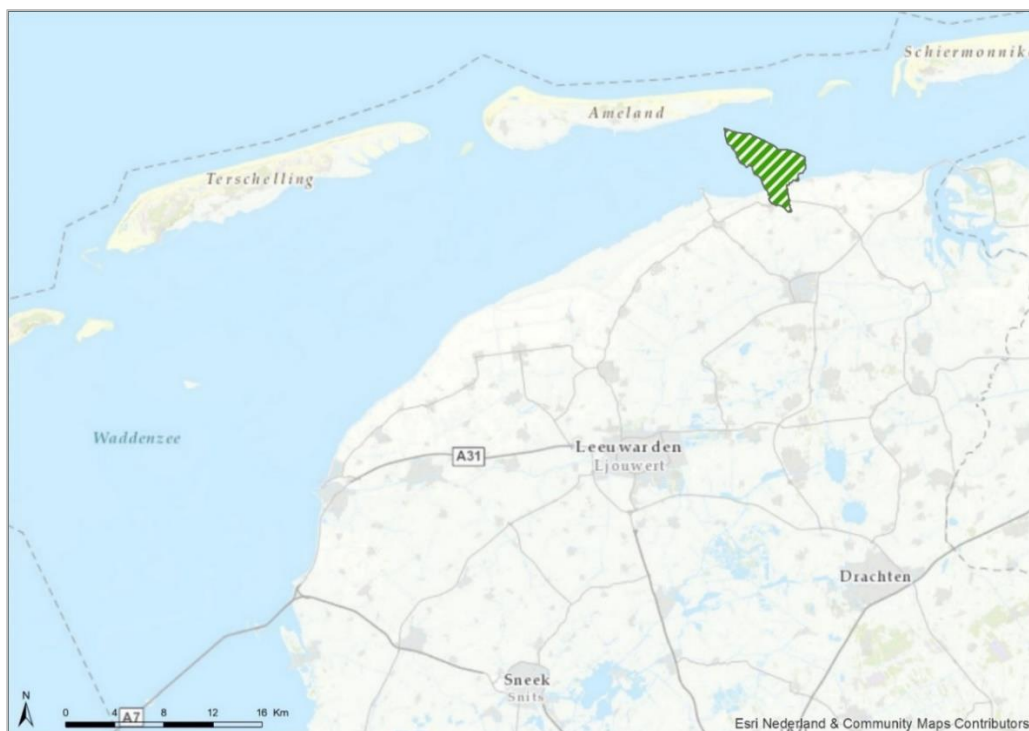 Schiermonnik
Ameland
Terschelling
Waddenzee
A31
Leeuwarden
Ljouwert
Drachten
Sneek
Snits
N
0 4 8 12 16 Km
A7
Esri Nederland & Community Maps Contributors